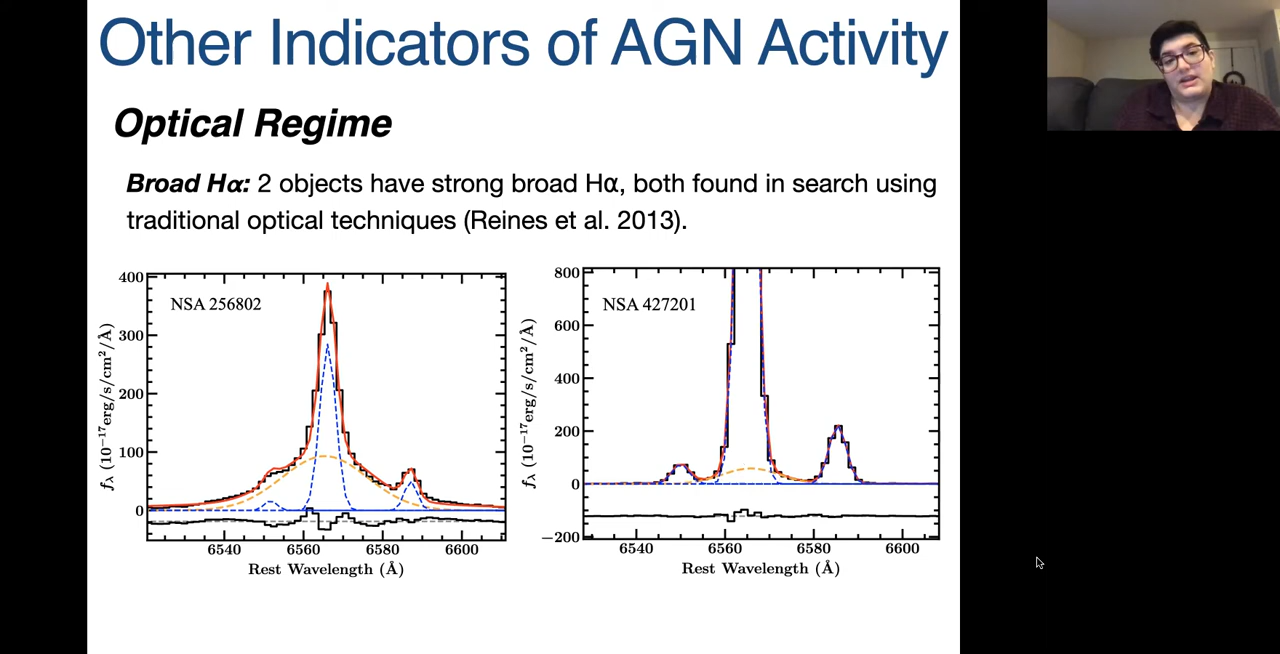 Other Indicators of AGN Activity
Optical Regime
Broad Hα: 2 objects have strong broad Hα, both found in search using
traditional optical techniques (Reines et al. 2013).
NSA 256802
400
300
200
100
0
fλ (10⁻¹⁷erg/s/cm²/Å)
6540 6560 6580 6600
Rest Wavelength (Å)
NSA 427201
800
600
400
200
0
−200
fλ (10⁻¹⁷erg/s/cm²/Å)
6540 6560 6580 6600
Rest Wavelength (Å)